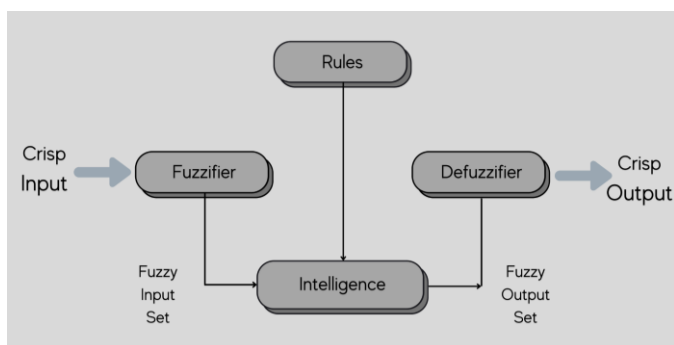 Rules
Crisp
Input
Fuzzifier
Defuzzifier
Crisp
Output
Fuzzy
Input
Set
Intelligence
Fuzzy
Output
Set